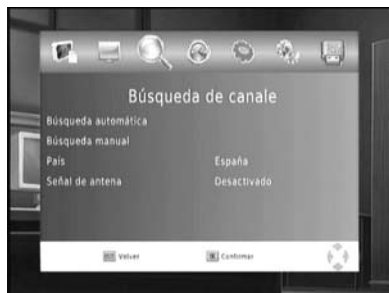 Búsqueda de canale
Búsqueda automática
Búsqueda manual
País España
Señal de antena Desactivado
Volver Confirmar